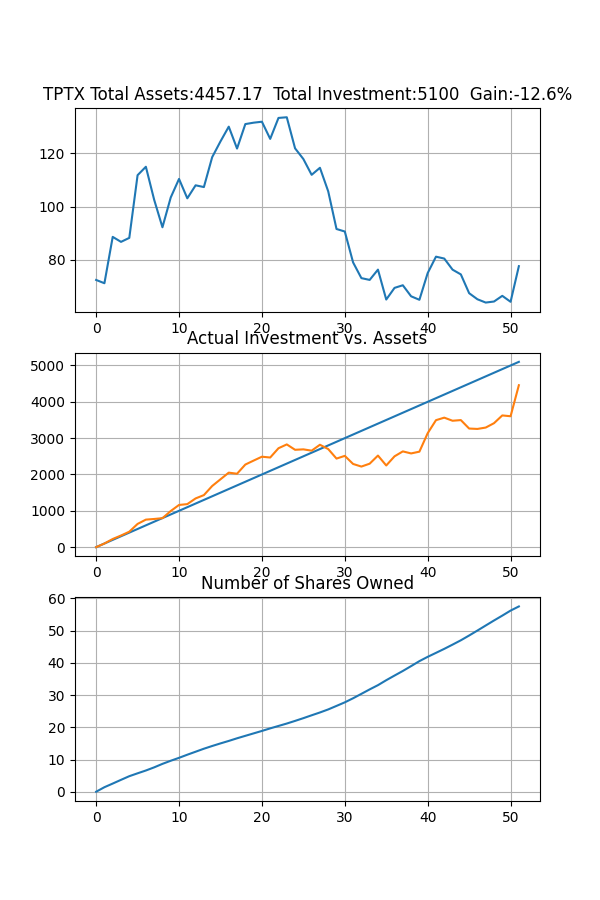 TPTX Total Assets:4457.17  Total Investment:5100  Gain:-12.6%
120
100
80
0 10 20 30 40 50
Actual Investment vs. Assets
5000
4000
3000
2000
1000
0
0 10 20 30 40 50
Number of Shares Owned
60
50
40
30
20
10
0
0 10 20 30 40 50